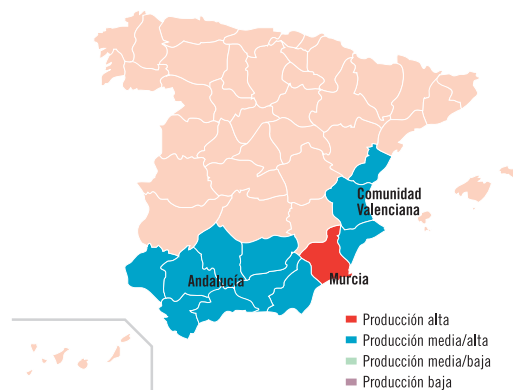 Comunidad
Valenciana
Andalucía
Murcia
Producción alta
Producción media/alta
Producción media/baja
Producción baja